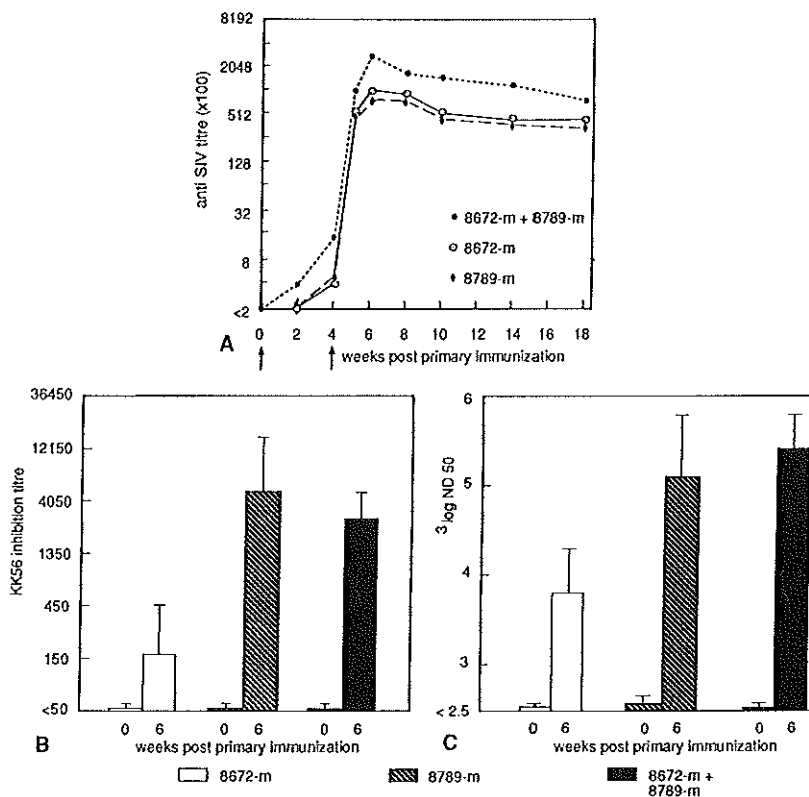 8192
2048
512
128
32
8
<2
anti SIV titre (x100)
8672-m + 8789-m
8672-m
8789-m
0 2 4 6 8 10 12 14 16 18
A
weeks post primary immunization
36450
12150
4050
1350
450
150
<50
KK56 inhibition titre
0 6 0 6 0 6
B
weeks post primary immunization
6
5
4
3
< 2.5
3log ND 50
0 6 0 6 0 6
C
weeks post primary immunization
8672-m
8789-m
8672-m +
8789-m